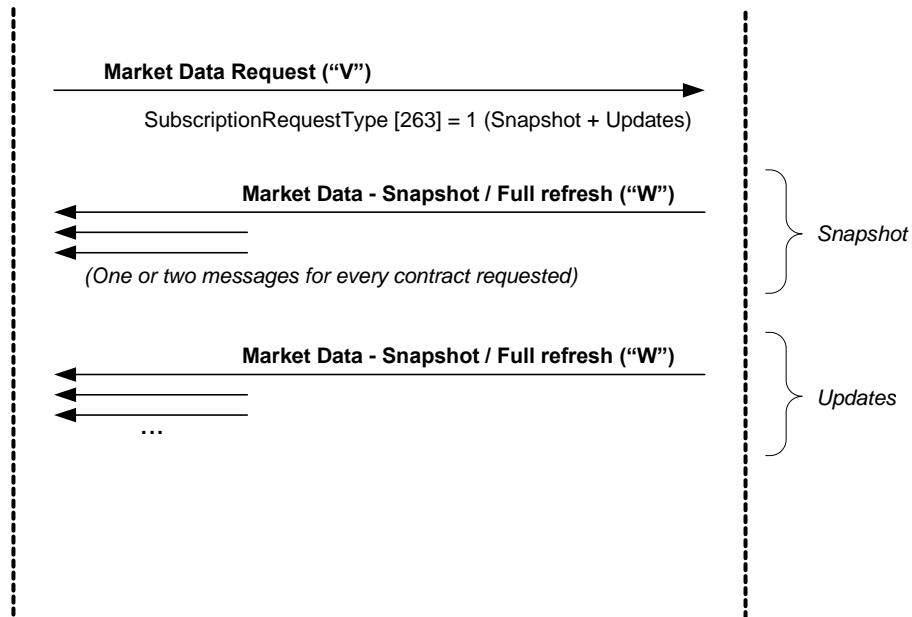 Market Data Request (“V”)
SubscriptionRequestType [263] = 1 (Snapshot + Updates)
Market Data - Snapshot / Full refresh (“W”)
Snapshot
(One or two messages for every contract requested)
Market Data - Snapshot / Full refresh (“W”)
Updates
...